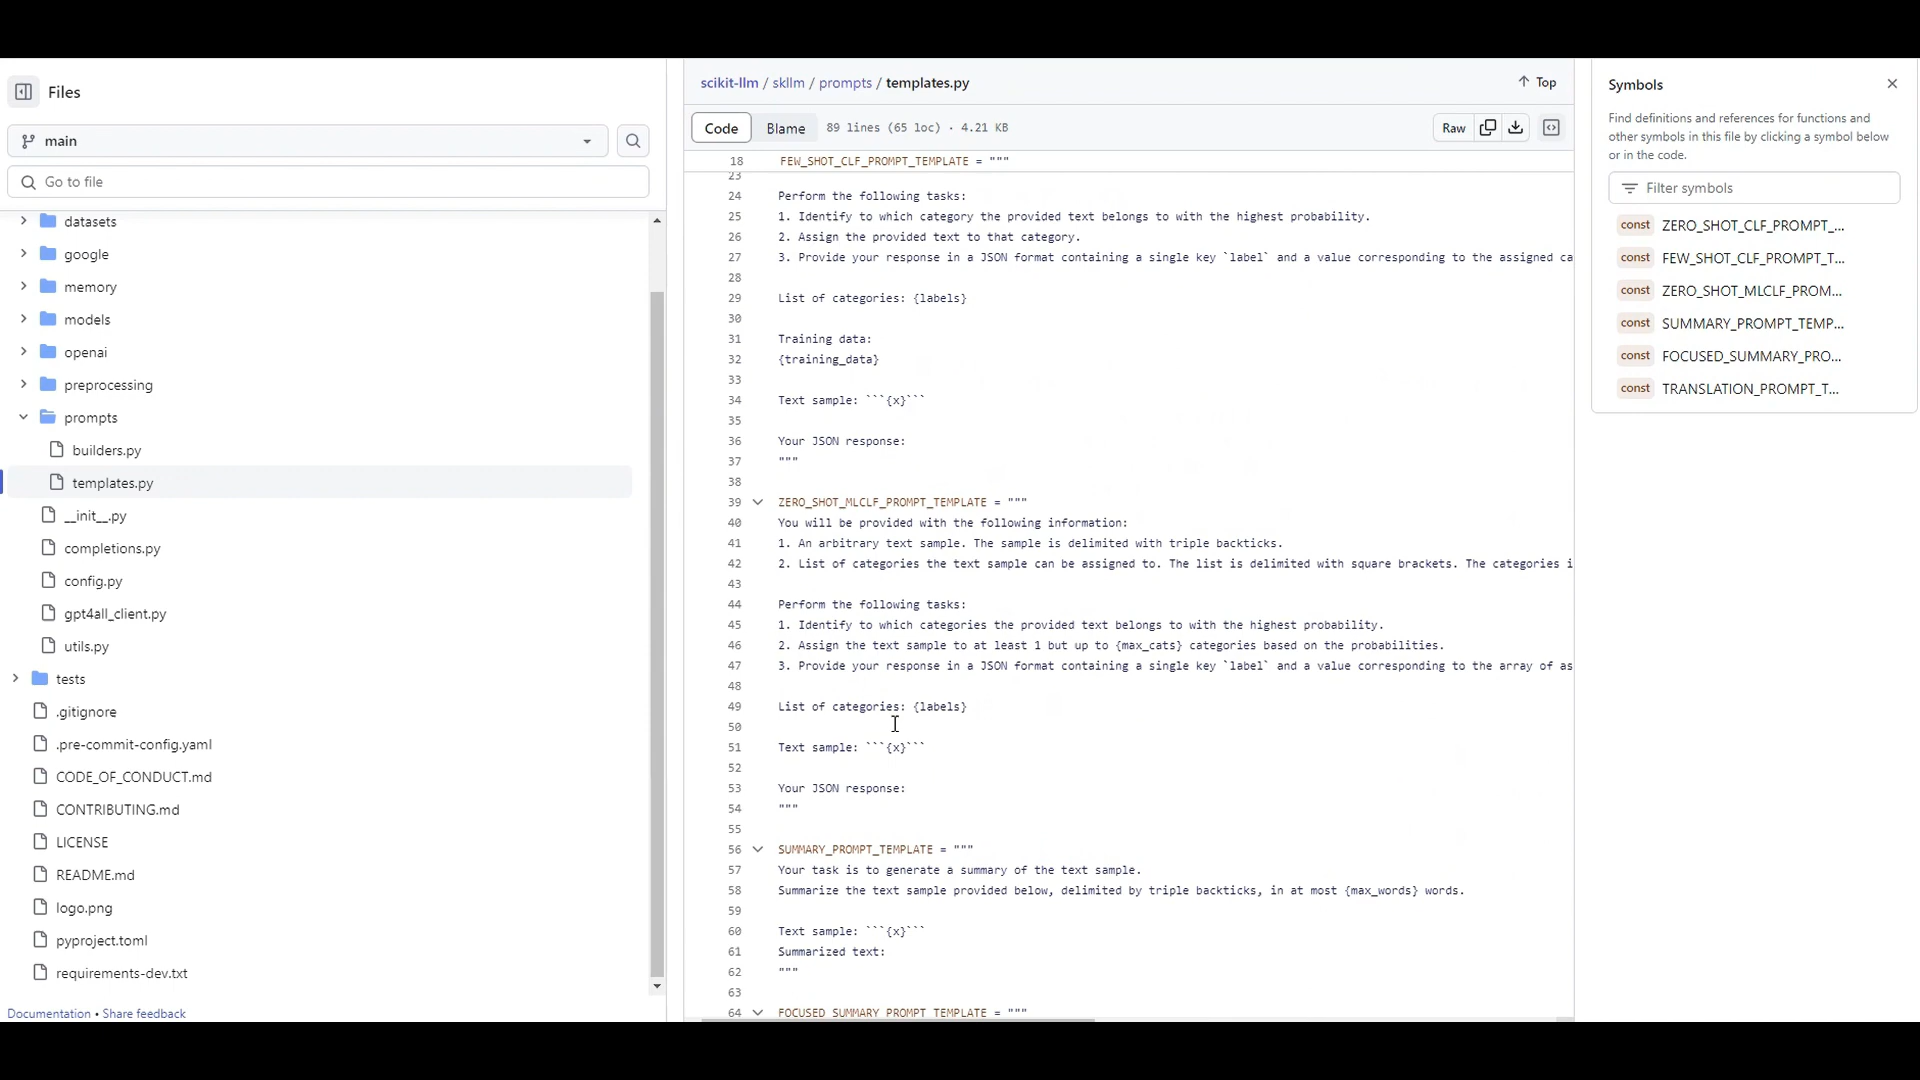 Files
main
Go to file
datasets
google
memory
models
openai
preprocessing
prompts
builders.py
templates.py
__init__.py
completions.py
config.py
gpt4all_client.py
utils.py
tests
.gitignore
.pre-commit-config.yaml
CODE_OF_CONDUCT.md
CONTRIBUTING.md
LICENSE
README.md
logo.png
pyproject.toml
requirements-dev.txt
Documentation • Share feedback
scikit-llm / skllm / prompts / templates.py
Top
Code Blame 89 lines (65 loc) · 4.21 KB
Raw
18 FEW_SHOT_CLF_PROMPT_TEMPLATE = """
23
24 Perform the following tasks:
25 1. Identify to which category the provided text belongs to with the highest probability.
26 2. Assign the provided text to that category.
27 3. Provide your response in a JSON format containing a single key `label` and a value corresponding to the assigned ca
28
29 List of categories: {labels}
30
31 Training data:
32 {training_data}
33
34 Text sample: ```{x}```
35
36 Your JSON response:
37 """
38
39 ZERO_SHOT_MLCLF_PROMPT_TEMPLATE = """
40 You will be provided with the following information:
41 1. An arbitrary text sample. The sample is delimited with triple backticks.
42 2. List of categories the text sample can be assigned to. The list is delimited with square brackets. The categories i
43
44 Perform the following tasks:
45 1. Identify to which categories the provided text belongs to with the highest probability.
46 2. Assign the text sample to at least 1 but up to {max_cats} categories based on the probabilities.
47 3. Provide your response in a JSON format containing a single key `label` and a value corresponding to the array of as
48
49 List of categories: {labels}
50
51 Text sample: ```{x}```
52
53 Your JSON response:
54 """
55
56 SUMMARY_PROMPT_TEMPLATE = """
57 Your task is to generate a summary of the text sample.
58 Summarize the text sample provided below, delimited by triple backticks, in at most {max_words} words.
59
60 Text sample: ```{x}```
61 Summarized text:
62 """
63
64 FOCUSED_SUMMARY_PROMPT_TEMPLATE = """
Symbols
Find definitions and references for functions and
other symbols in this file by clicking a symbol below
or in the code.
Filter symbols
const ZERO_SHOT_CLF_PROMPT_...
const FEW_SHOT_CLF_PROMPT_T...
const ZERO_SHOT_MLCLF_PROM...
const SUMMARY_PROMPT_TEMP...
const FOCUSED_SUMMARY_PRO...
const TRANSLATION_PROMPT_T...